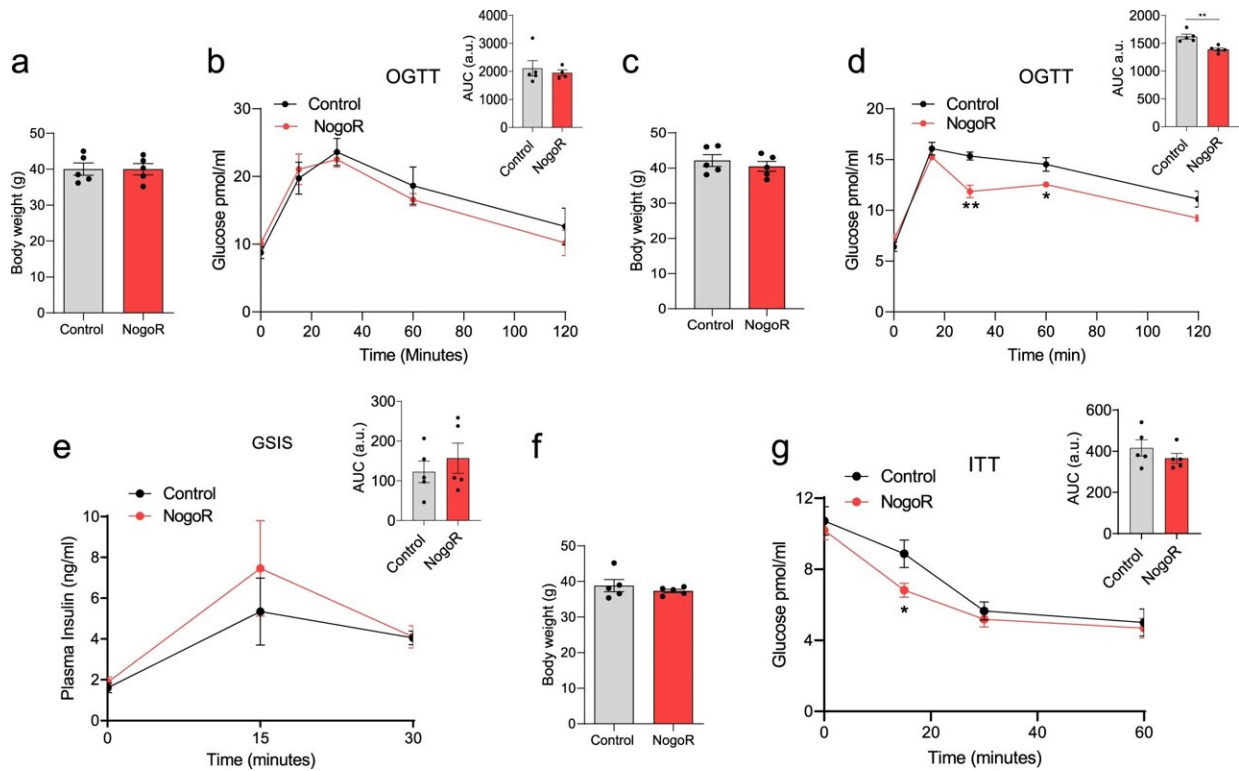 a
Body weight (g)
50
40
30
20
10
0
Control
NogoR
b
OGTT
Control
NogoR
Glucose pmol/ml
30
20
10
0
0 20 40 60 80 100 120
Time (Minutes)
AUC (a.u.)
4000
3000
2000
1000
0
Control
NogoR
c
Body weight (g)
50
40
30
20
10
0
Control
NogoR
d
OGTT
Control
NogoR
Glucose pmol/ml
20
15
10
5
0
** *
0 20 40 60 80 100 120
Time (min)
AUC a.u.
2000
1500
1000
500
0
**
Control
NogoR
e
GSIS
Control
NogoR
Plasma Insulin (ng/ml)
10
8
6
4
2
0
0 15 30
Time (minutes)
AUC (a.u.)
300
200
100
0
Control
NogoR
f
Body weight (g)
50
40
30
20
10
0
Control
NogoR
g
ITT
Control
NogoR
Glucose pmol/ml
12
8
4
0
*
0 20 40 60
Time (minutes)
AUC (a.u.)
600
400
200
0
Control
NogoR